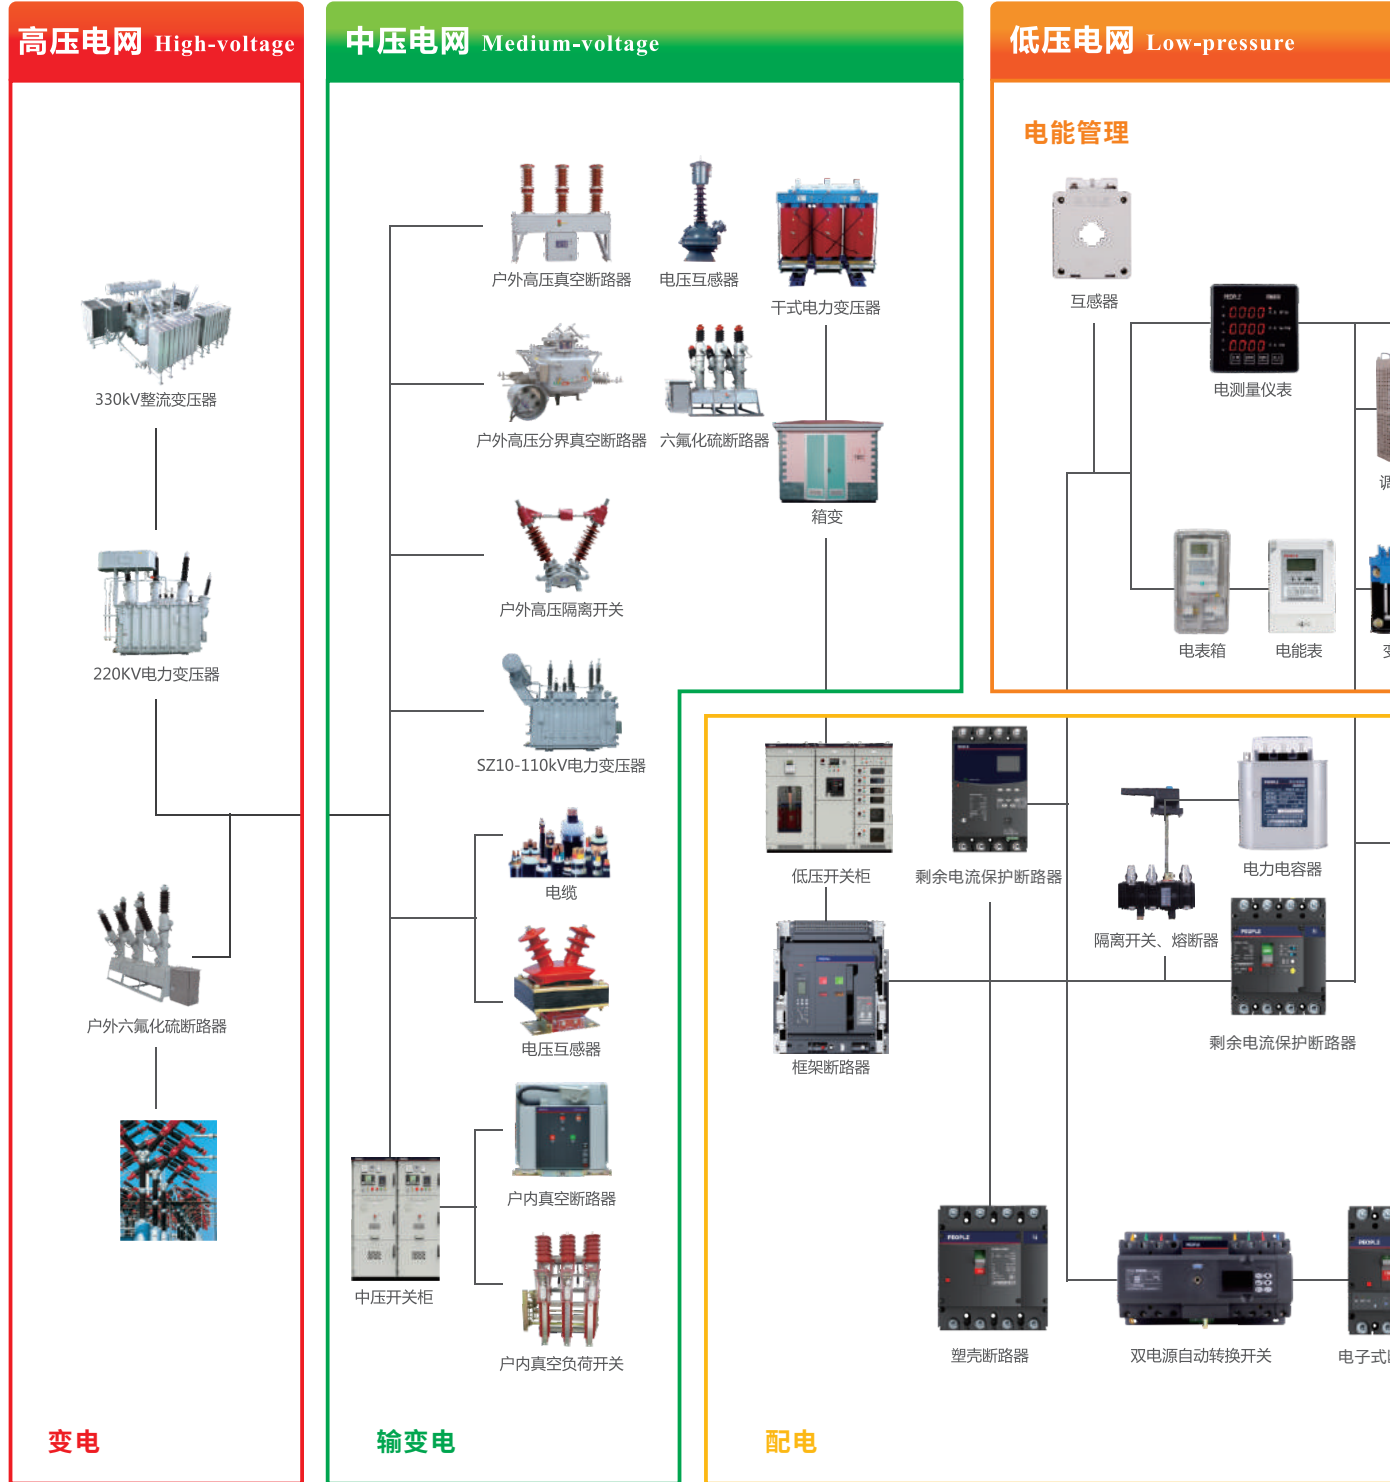 高压电网 High-voltage
中压电网 Medium-voltage
低压电网 Low-pressure
330kV整流变压器
220KV电力变压器
户外六氟化硫断路器
变电
户外高压真空断路器
电压互感器
干式电力变压器
户外高压分界真空断路器
六氟化硫断路器
箱变
户外高压隔离开关
SZ10-110kV电力变压器
电缆
电压互感器
户内真空断路器
中压开关柜
户内真空负荷开关
输变电
电能管理
互感器
PEOPLE
电测量仪表
调
电表箱
电能表
低压开关柜
剩余电流保护断路器
PEOPLE
电力电容器
隔离开关、熔断器
PEOPLE
框架断路器
剩余电流保护断路器
PEOPLE
塑壳断路器
双电源自动转换开关
PEOPLE
电子式
配电